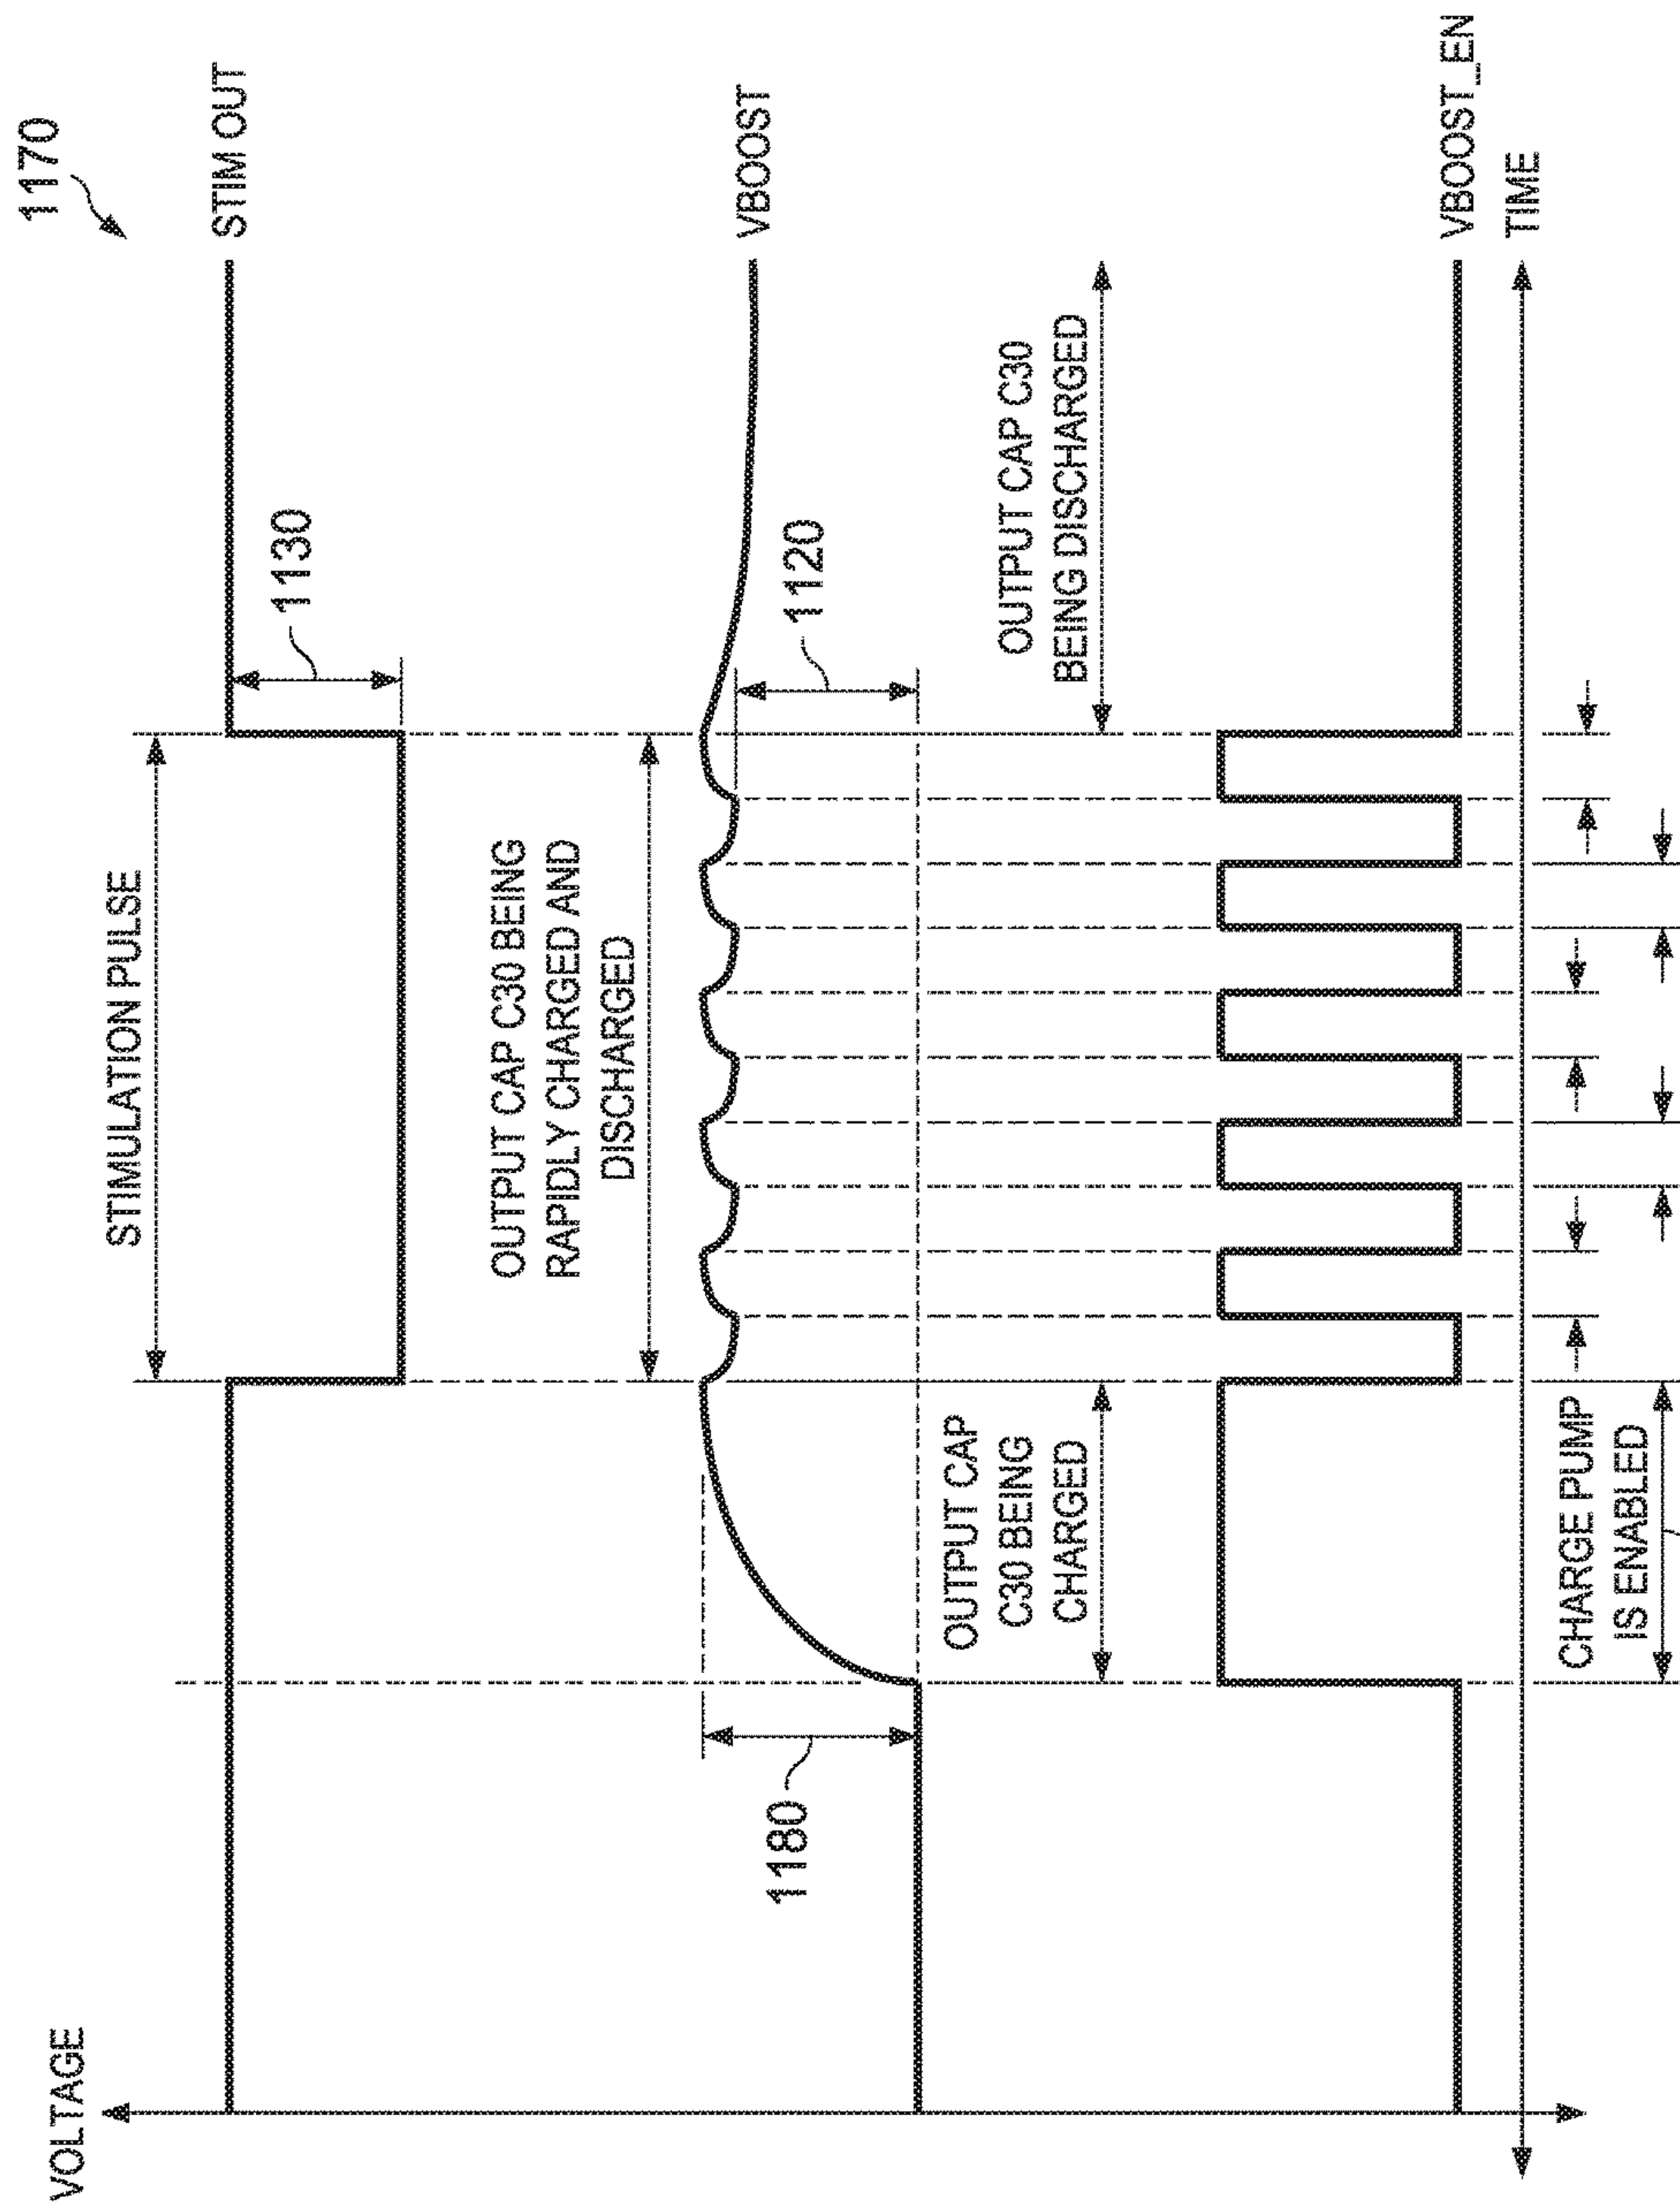 1170
VOLTAGE
STIM OUT
STIMULATION PULSE
1130
OUTPUT CAP C30 BEING
RAPIDLY CHARGED AND
DISCHARGED
VBOOST
1180
1120
OUTPUT CAP
C30 BEING
CHARGED
OUTPUT CAP C30
BEING DISCHARGED
VBOOST_EN
TIME
CHARGE PUMP
IS ENABLED